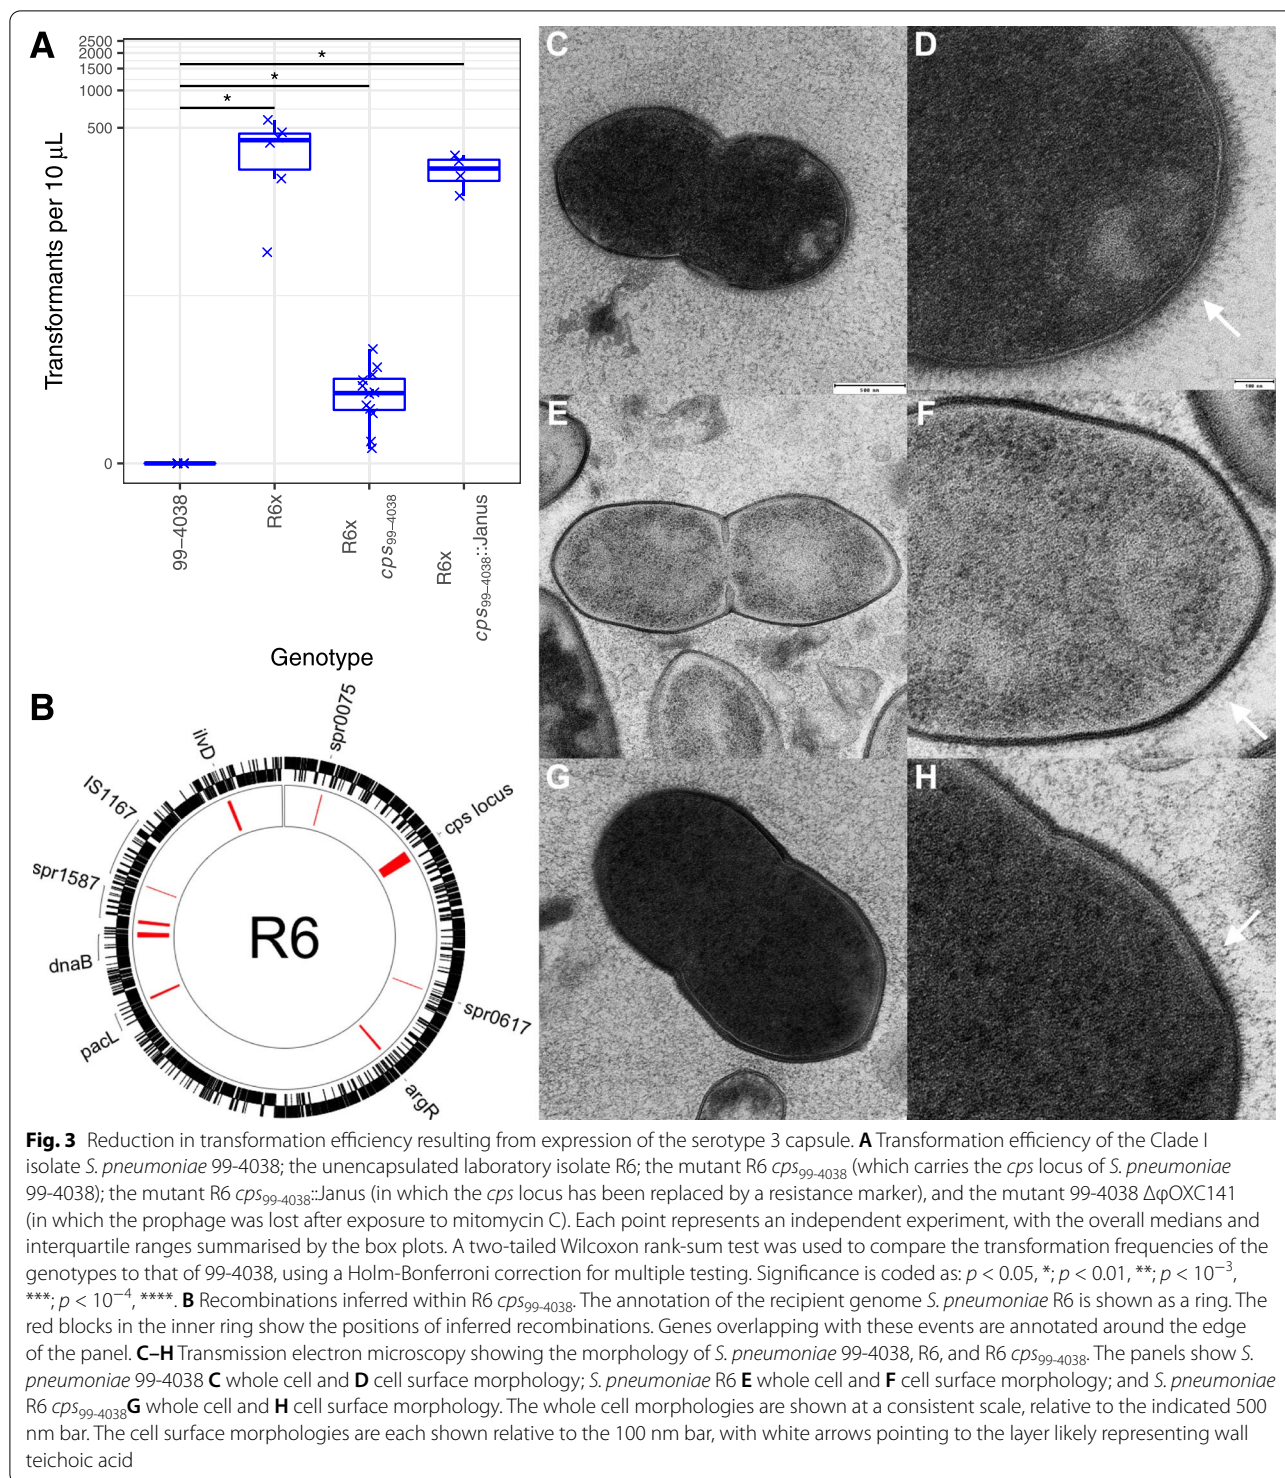 A
2500
2000
1500
1000
500
0
*
*
*
Transformants per 10 µL
99−4038
R6x
R6x
cps99−4038
R6x
cps99−4038::Janus
Genotype
B
spr0075
cps locus
spr0617
argR
pacL
dnaB
spr1587
IS1167
ilvD
R6
C
500 nm
D
100 nm
E
F
G
H
Fig. 3 Reduction in transformation efficiency resulting from expression of the serotype 3 capsule. A Transformation efficiency of the Clade I
isolate S. pneumoniae 99-4038; the unencapsulated laboratory isolate R6; the mutant R6 cps99-4038 (which carries the cps locus of S. pneumoniae
99-4038); the mutant R6 cps99-4038::Janus (in which the cps locus has been replaced by a resistance marker), and the mutant 99-4038 ΔφOXC141
(in which the prophage was lost after exposure to mitomycin C). Each point represents an independent experiment, with the overall medians and
interquartile ranges summarised by the box plots. A two-tailed Wilcoxon rank-sum test was used to compare the transformation frequencies of the
genotypes to that of 99-4038, using a Holm-Bonferroni correction for multiple testing. Significance is coded as: p < 0.05, *; p < 0.01, **; p < 10−3,
***; p < 10−4, ****. B Recombinations inferred within R6 cps99-4038. The annotation of the recipient genome S. pneumoniae R6 is shown as a ring. The
red blocks in the inner ring show the positions of inferred recombinations. Genes overlapping with these events are annotated around the edge
of the panel. C–H Transmission electron microscopy showing the morphology of S. pneumoniae 99-4038, R6, and R6 cps99-4038. The panels show S.
pneumoniae 99-4038 C whole cell and D cell surface morphology; S. pneumoniae R6 E whole cell and F cell surface morphology; and S. pneumoniae
R6 cps99-4038G whole cell and H cell surface morphology. The whole cell morphologies are shown at a consistent scale, relative to the indicated 500
nm bar. The cell surface morphologies are each shown relative to the 100 nm bar, with white arrows pointing to the layer likely representing wall
teichoic acid